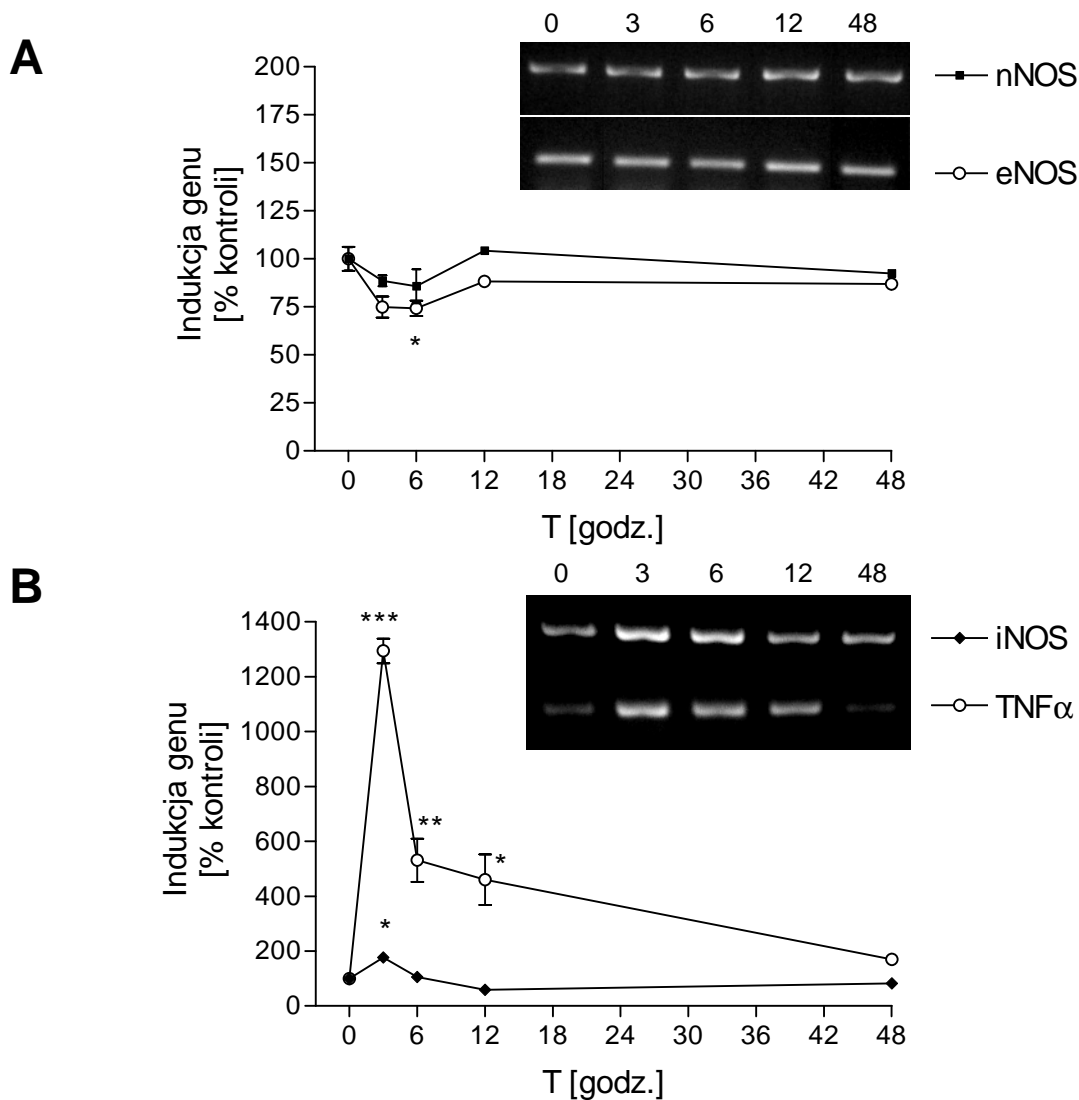 A
0 3 6 12 48
nNOS
eNOS
200
175
150
125
100
75
50
25
0
Indukcja genu
[% kontroli]
*
0 6 12 18 24 30 36 42 48
T [godz.]
B
0 3 6 12 48
iNOS
TNFα
1400
1200
1000
800
600
400
200
0
Indukcja genu
[% kontroli]
***
**
*
*
0 6 12 18 24 30 36 42 48
T [godz.]